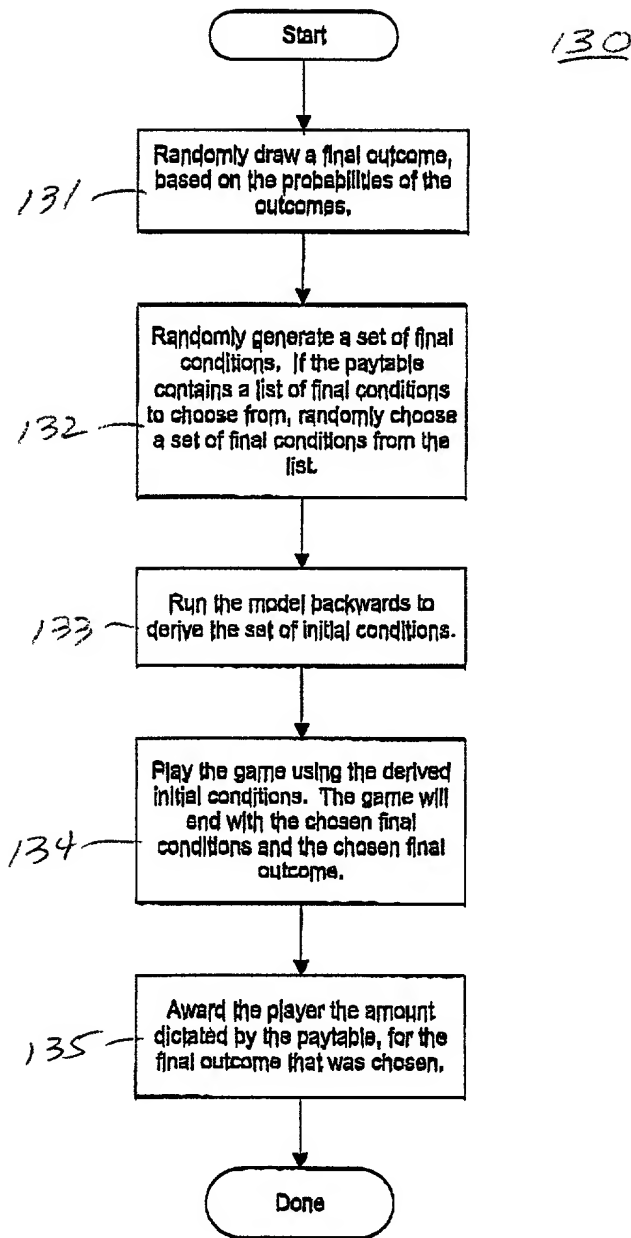 Start
130
Randomly draw a final outcome,
based on the probabilities of the
outcomes.
131
Randomly generate a set of final
conditions. If the paytable
contains a list of final conditions
to choose from, randomly choose
a set of final conditions from the
list.
132
Run the model backwards to
derive the set of initial conditions.
133
Play the game using the derived
initial conditions. The game will
end with the chosen final
conditions and the chosen final
outcome.
134
Award the player the amount
dictated by the paytable, for the
final outcome that was chosen.
135
Done